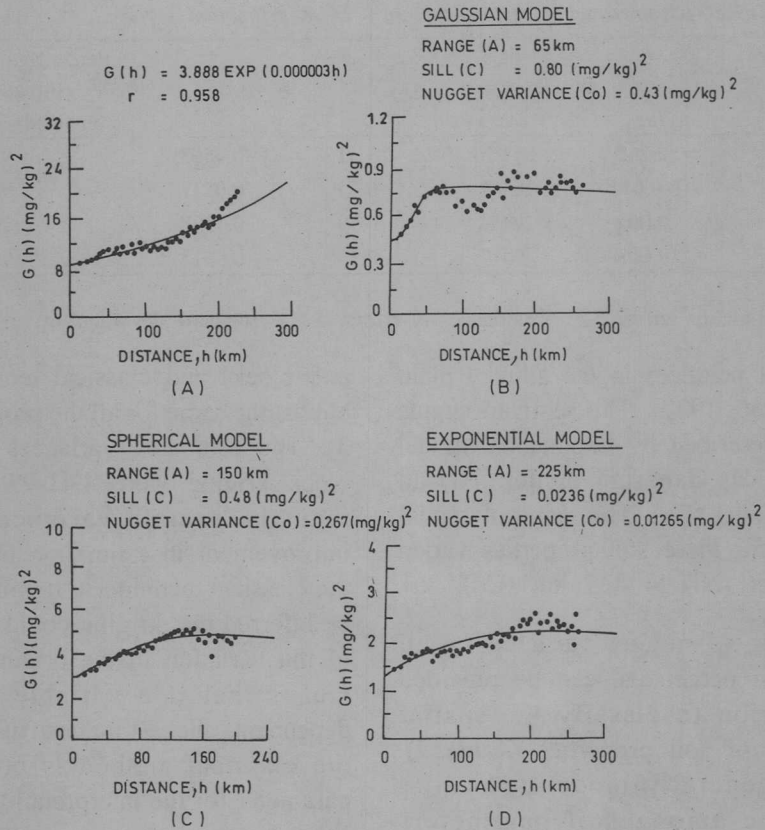 G(h) = 3.888 EXP (0.000003h)
r = 0.958
32
24
16
8
0
G(h) (mg/kg)²
0 100 200 300
DISTANCE, h (km)
(A)
GAUSSIAN MODEL
RANGE (A) = 65 km
SILL (C) = 0.80 (mg/kg)²
NUGGET VARIANCE (Co) = 0.43 (mg/kg)²
1.2
0.9
0.6
0.3
0
G(h) (mg/kg)²
0 100 200 300
DISTANCE, h (km)
(B)
SPHERICAL MODEL
RANGE (A) = 150 km
SILL (C) = 0.48 (mg/kg)²
NUGGET VARIANCE (Co) = 0.267 (mg/kg)²
10
8
6
4
2
0
G(h) (mg/kg)²
0 80 160 240
DISTANCE, h (km)
(C)
EXPONENTIAL MODEL
RANGE (A) = 225 km
SILL (C) = 0.0236 (mg/kg)²
NUGGET VARIANCE (Co) = 0.01265 (mg/kg)²
4
3
2
1
0
G(h) (mg/kg)²
0 100 200 300
DISTANCE, h (km)
(D)